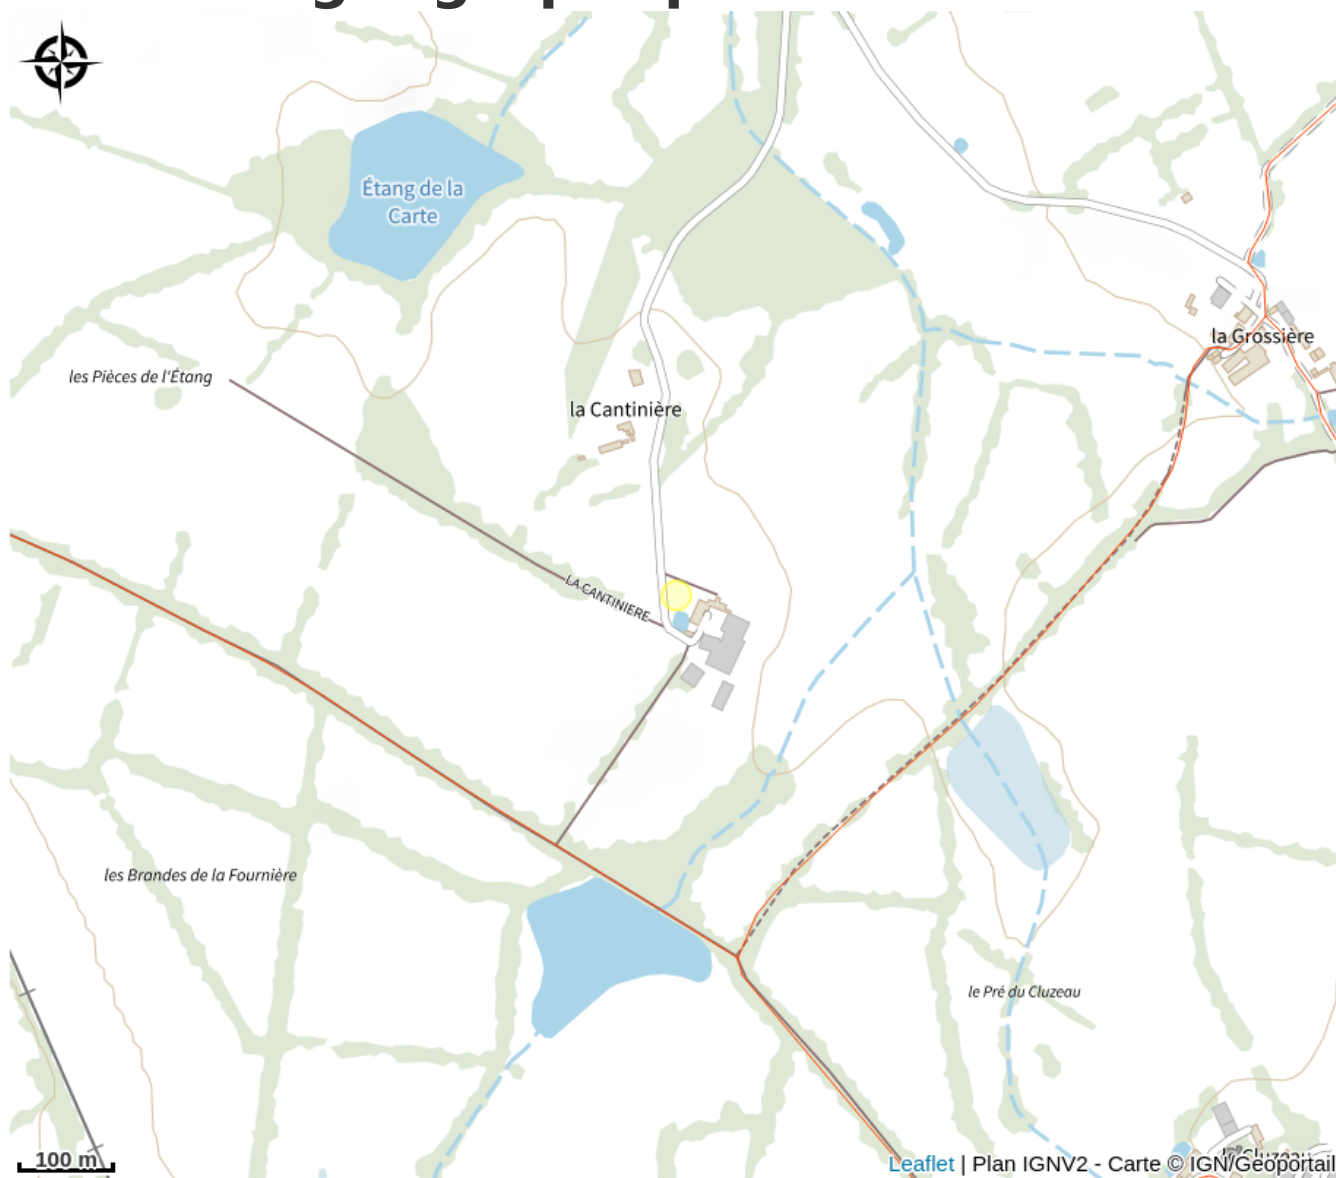 Étang de la
Carte
la Grossière
les Pièces de l'Étang
la Cantinière
LA CANTINIERE
les Brandes de la Fournière
le Pré du Cluzeau
100 m
Leaflet | Plan IGNV2 - Carte © IGN/Geoportail